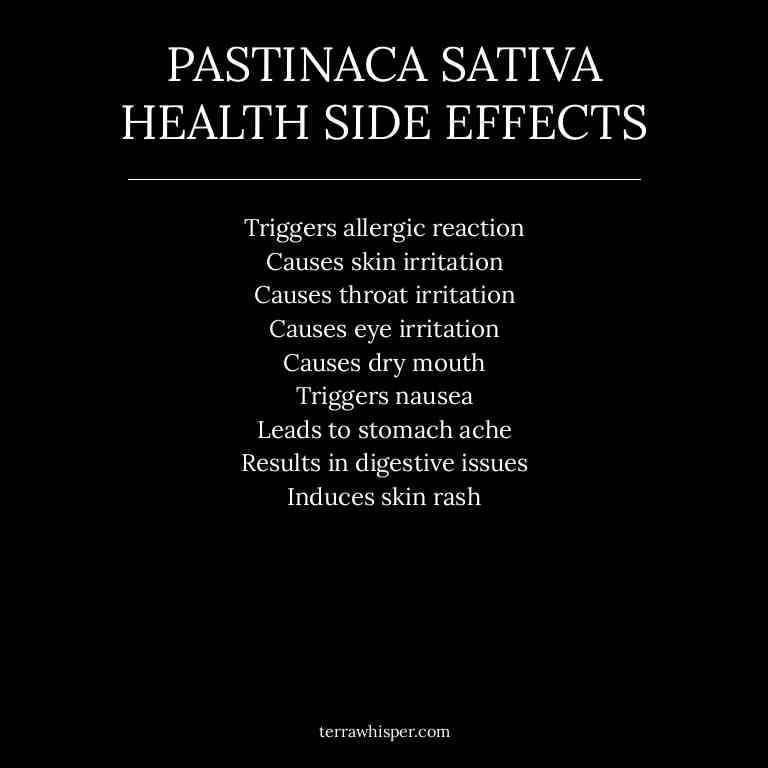 PASTINACA SATIVA
HEALTH SIDE EFFECTS
Triggers allergic reaction
Causes skin irritation
Causes throat irritation
Causes eye irritation
Causes dry mouth
Triggers nausea
Leads to stomach ache
Results in digestive issues
Induces skin rash
terrawhisper.com